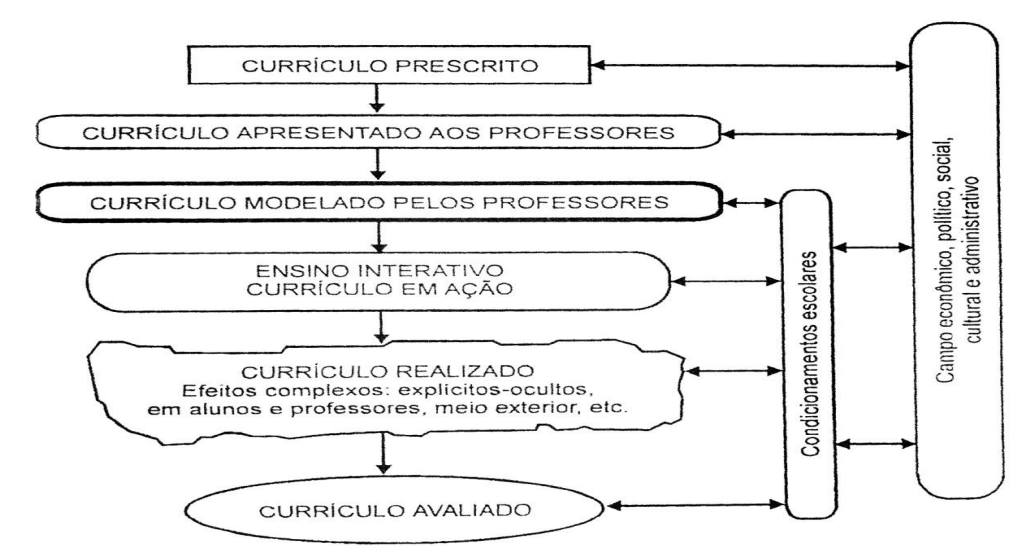 CURRÍCULO PRESCRITO
CURRÍCULO APRESENTADO AOS PROFESSORES
CURRÍCULO MODELADO PELOS PROFESSORES
ENSINO INTERATIVO
CURRÍCULO EM AÇÃO
CURRÍCULO REALIZADO
Efeitos complexos: explícitos-ocultos,
em alunos e professores, meio exterior, etc.
CURRÍCULO AVALIADO
Condicionamentos escolares
Campo econômico, político, social,
cultural e administrativo